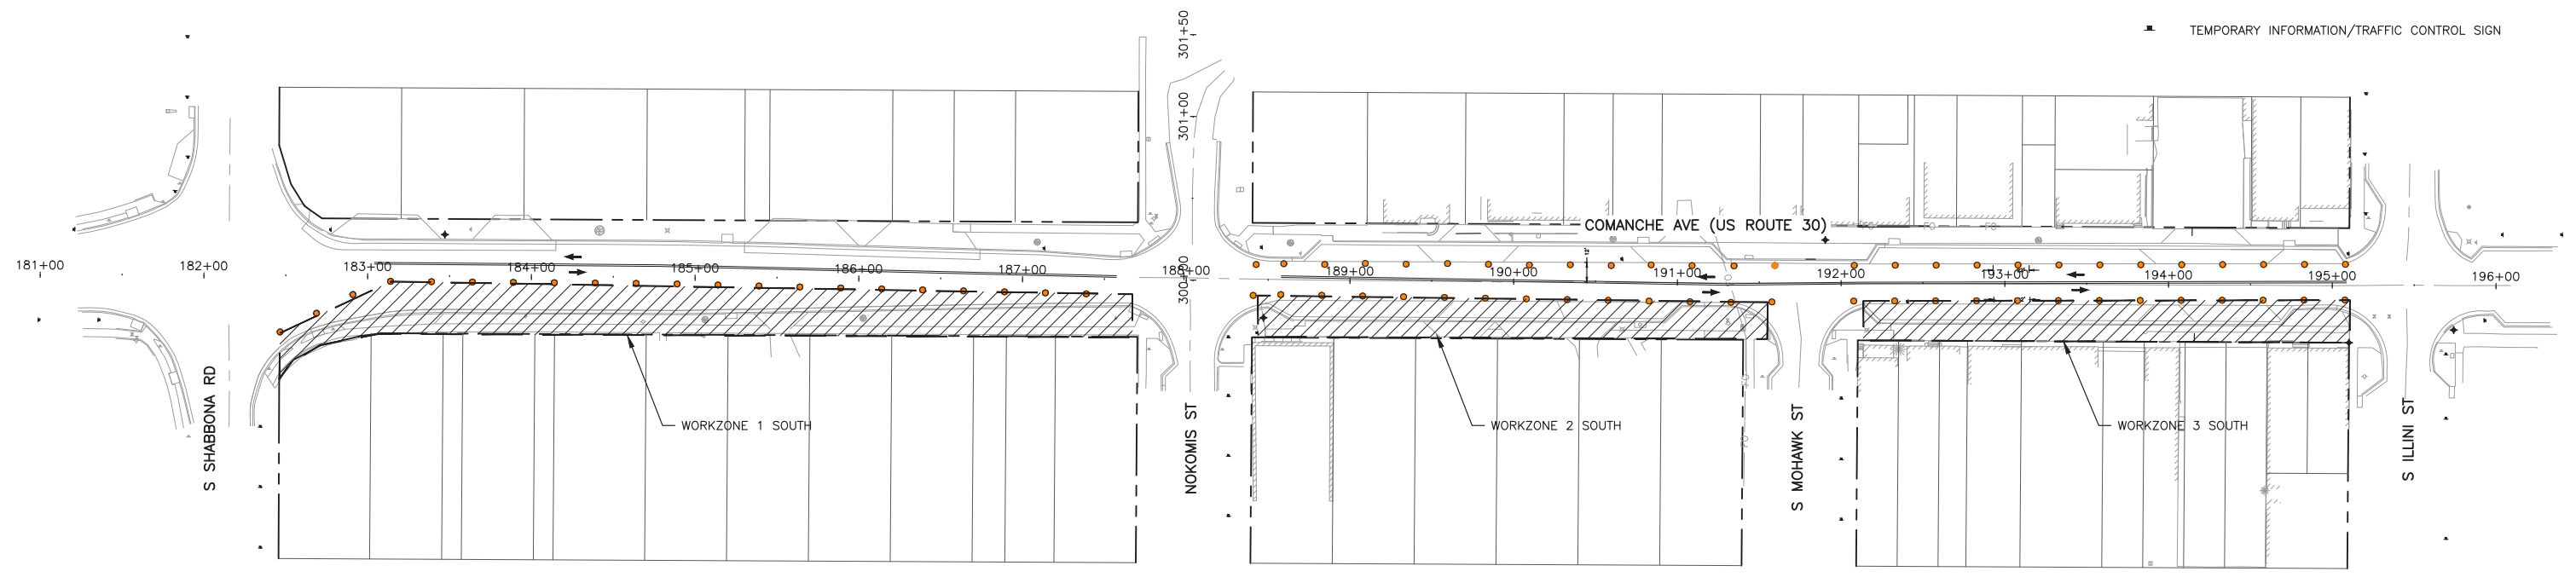 301+50
TEMPORARY INFORMATION/TRAFFIC CONTROL SIGN
301+00
COMANCHE AVE (US ROUTE 30)
181+00
182+00
183+00
184+00
185+00
186+00
187+00
188+00
189+00
190+00
191+00
192+00
193+00
194+00
195+00
196+00
300+00
S SHABBONA RD
NOKOMIS ST
S MOHAWK ST
S ILLINI ST
WORKZONE 1 SOUTH
WORKZONE 2 SOUTH
WORKZONE 3 SOUTH